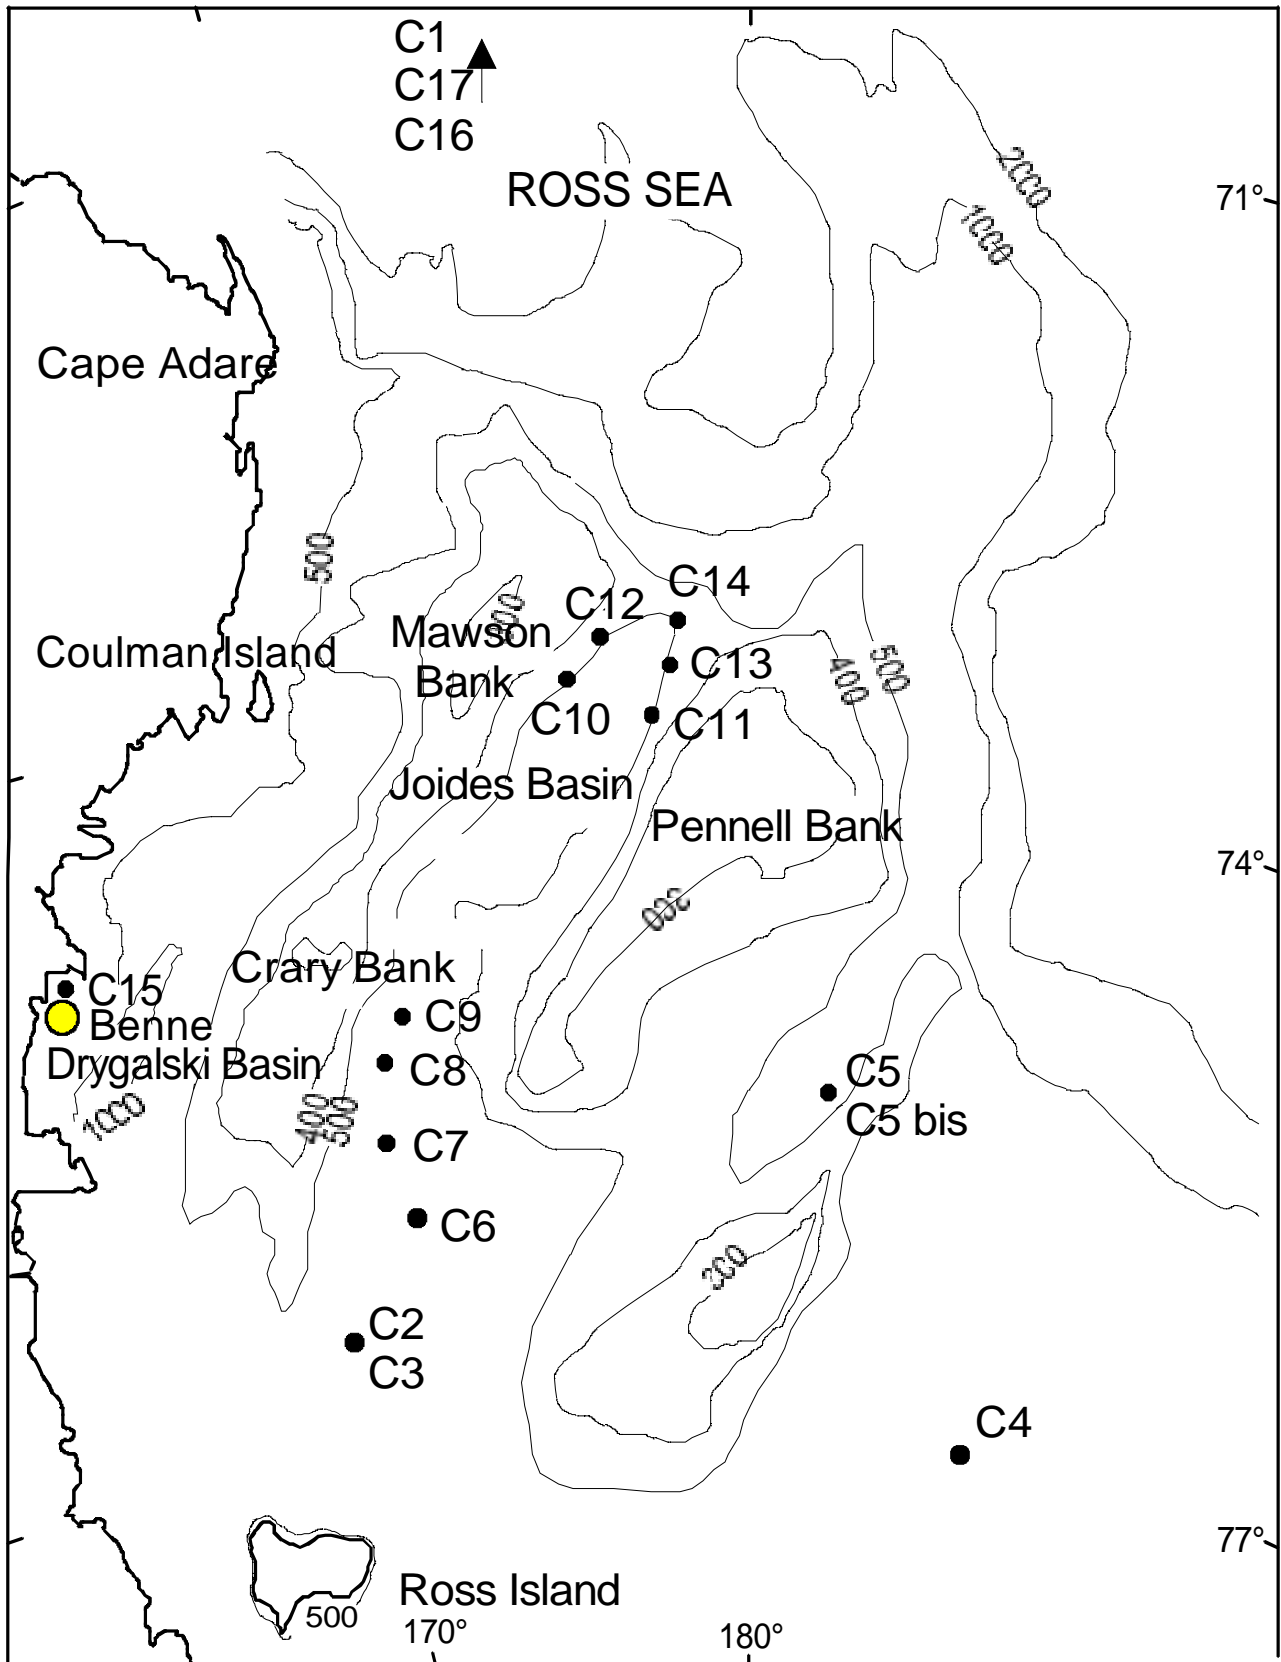 C1
C17
C16
ROSS SEA
2000
71°
1000
Cape Adare
500
C14
C12
Mawson
Bank
Coulman Island
C13
400
500
C10
C11
Joides Basin
Pennell Bank
74°
Crary Bank
C15
Benne
C9
Drygalski Basin
C8
C5
C5 bis
1000
400
500
C7
C6
C2
C3
C4
77°
Ross Island
500
170°
180°